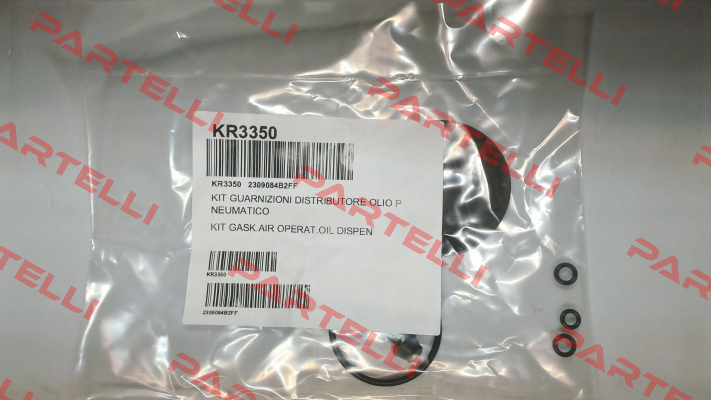 KR3350
KR3350 2309084B2FF
KIT GUARNIZIONI DISTRIBUTORE OLIO P
NEUMATICO
KIT GASK.AIR OPERAT.OIL DISPEN
KR3350
2309084B2FF
PARTELLI
PARTELLI
PARTELLI
PARTELLI
PARTELLI
PARTELLI
PARTELLI
PARTELLI